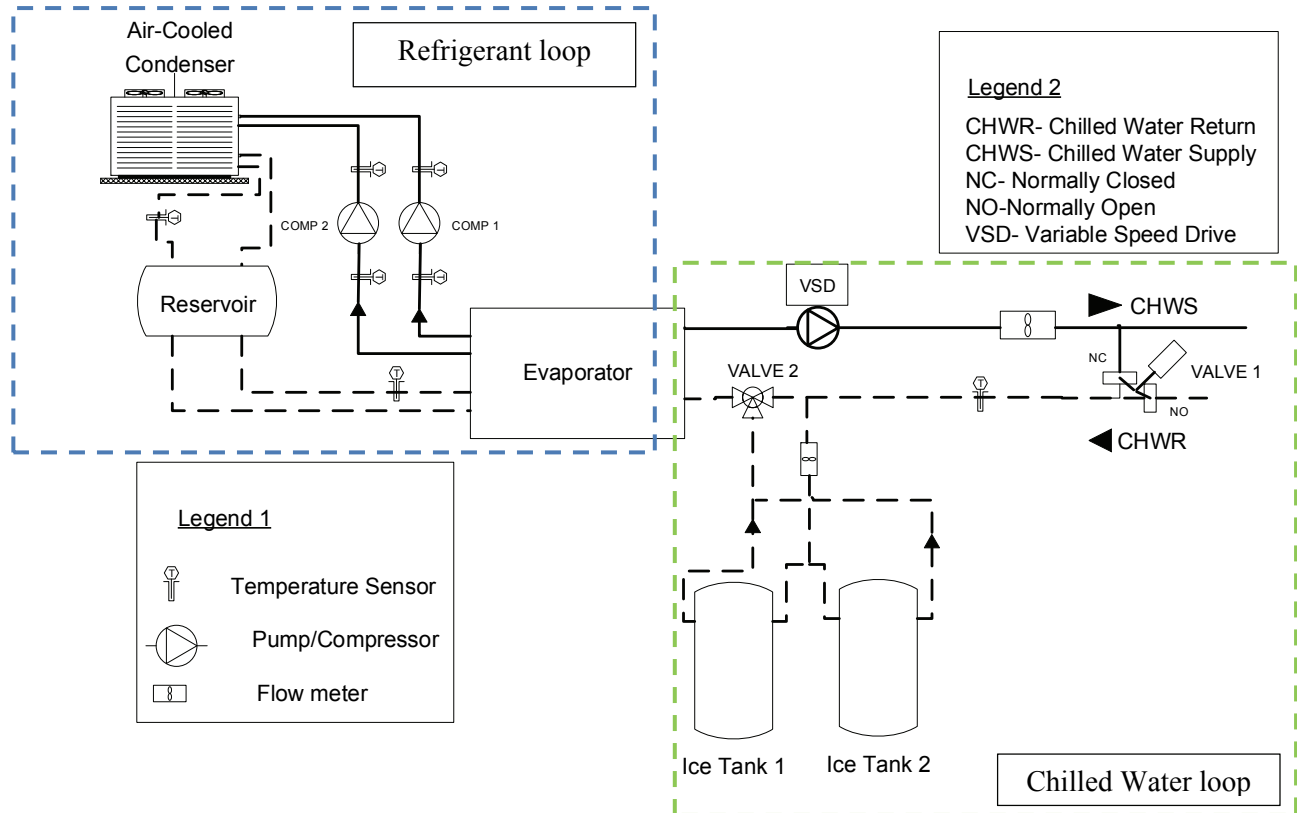 Air-Cooled
Condenser
Refrigerant loop
COMP 2
COMP 1
T
T
T
T
T
T
Reservoir
Evaporator
Legend 2
CHWR- Chilled Water Return
CHWS- Chilled Water Supply
NC- Normally Closed
NO-Normally Open
VSD- Variable Speed Drive
VSD
CHWS
NC
VALVE 1
VALVE 2
T
NO
CHWR
Legend 1
T
Temperature Sensor
Pump/Compressor
Flow meter
Ice Tank 1
Ice Tank 2
Chilled Water loop